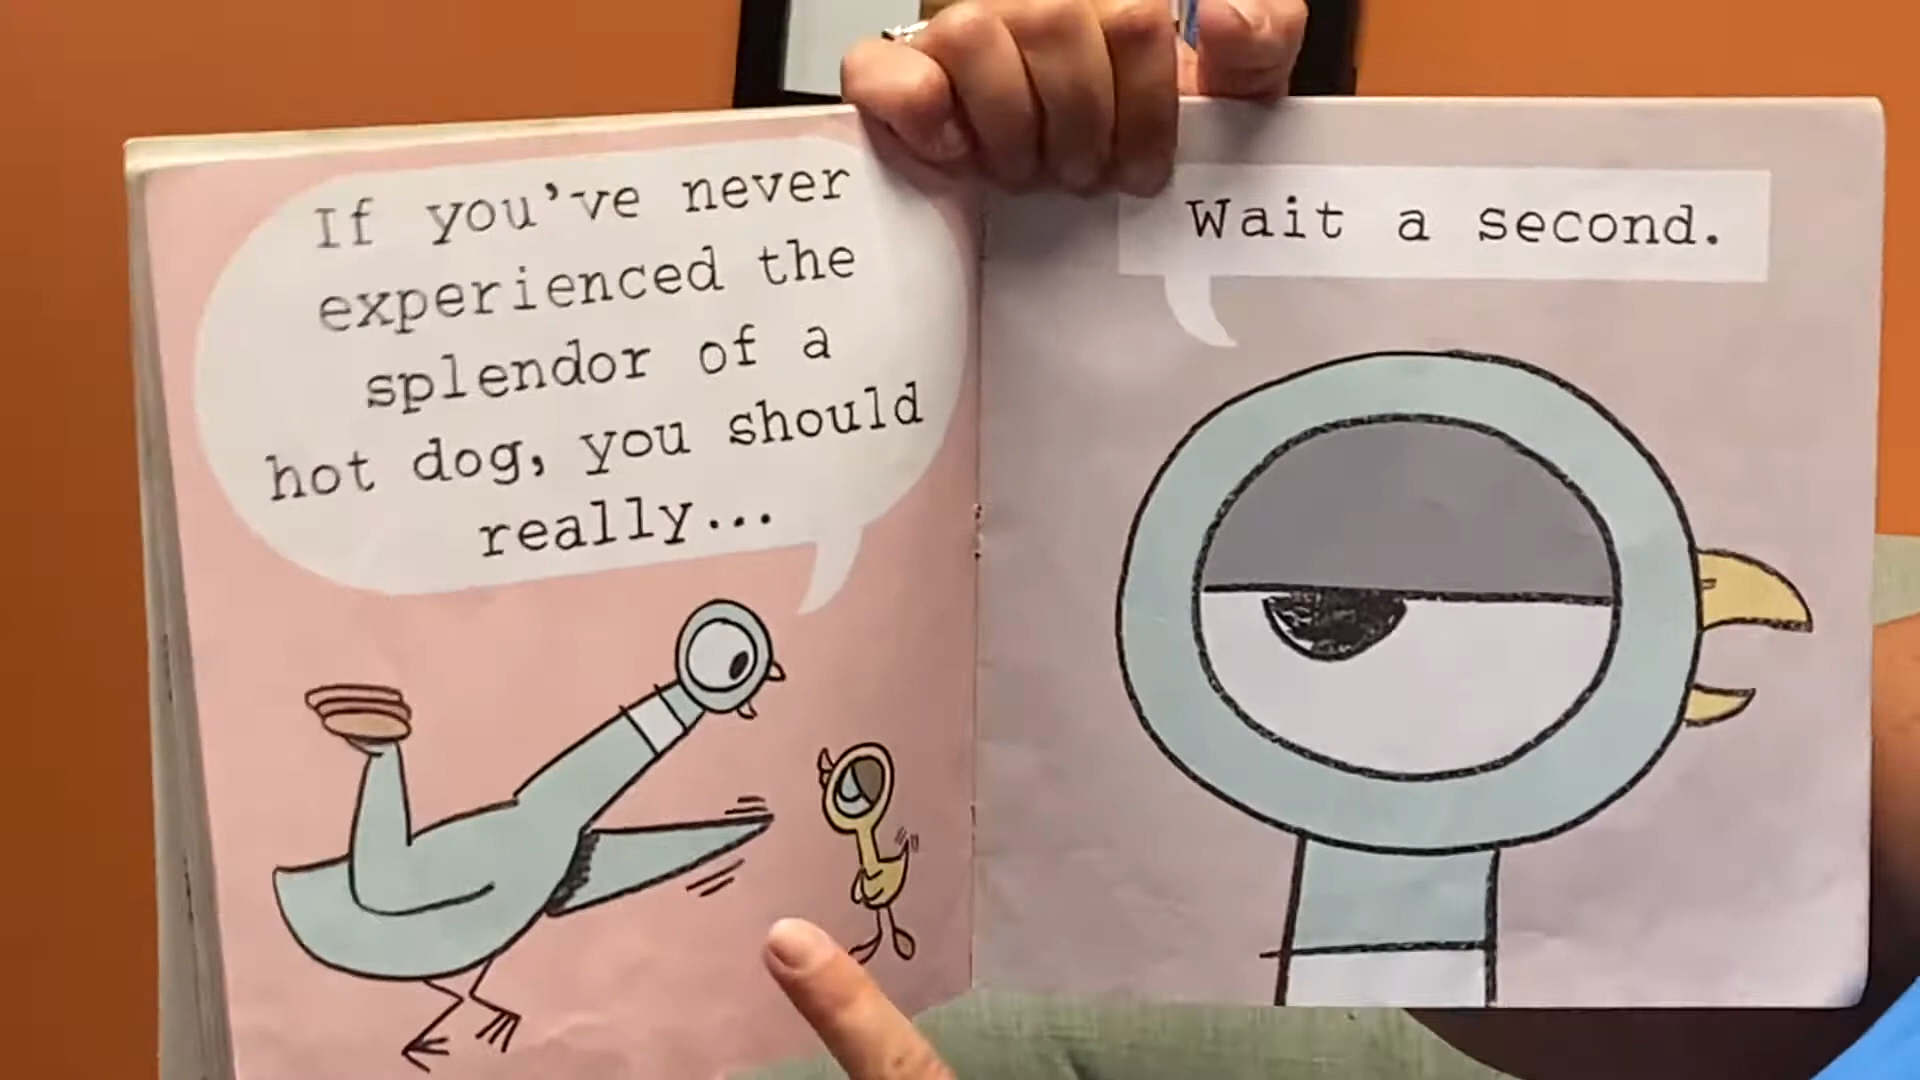 If you've never
experienced the
splendor of a
hot dog, you should
really...
Wait a second.